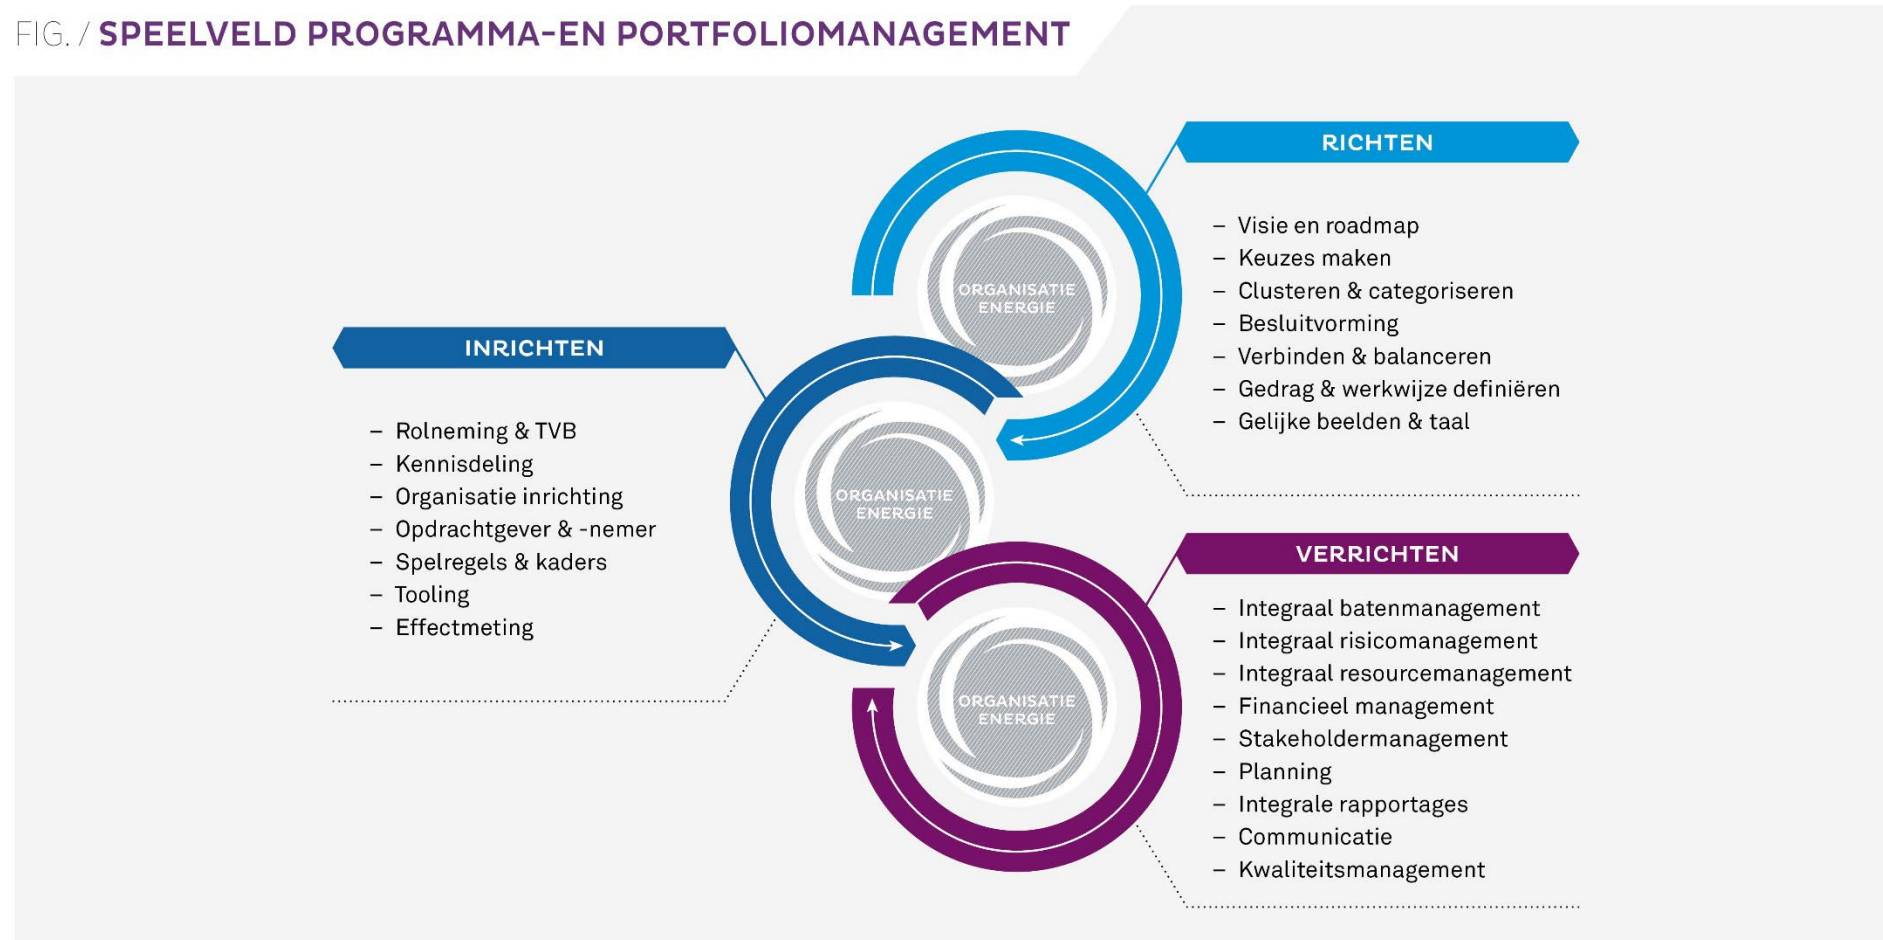 FIG. / SPEELVELD PROGRAMMA-EN PORTFOLIOMANAGEMENT
RICHTEN
– Visie en roadmap
– Keuzes maken
– Clusteren & categoriseren
– Besluitvorming
– Verbinden & balanceren
– Gedrag & werkwijze definiëren
– Gelijke beelden & taal
ORGANISATIE
ENERGIE
INRICHTEN
– Rolneming & TVB
– Kennisdeling
– Organisatie inrichting
– Opdrachtgever & -nemer
– Spelregels & kaders
– Tooling
– Effectmeting
ORGANISATIE
ENERGIE
VERRICHTEN
– Integraal batenmanagement
– Integraal risicomanagement
– Integraal resourcemanagement
– Financieel management
– Stakeholdermanagement
– Planning
– Integrale rapportages
– Communicatie
– Kwaliteitsmanagement
ORGANISATIE
ENERGIE